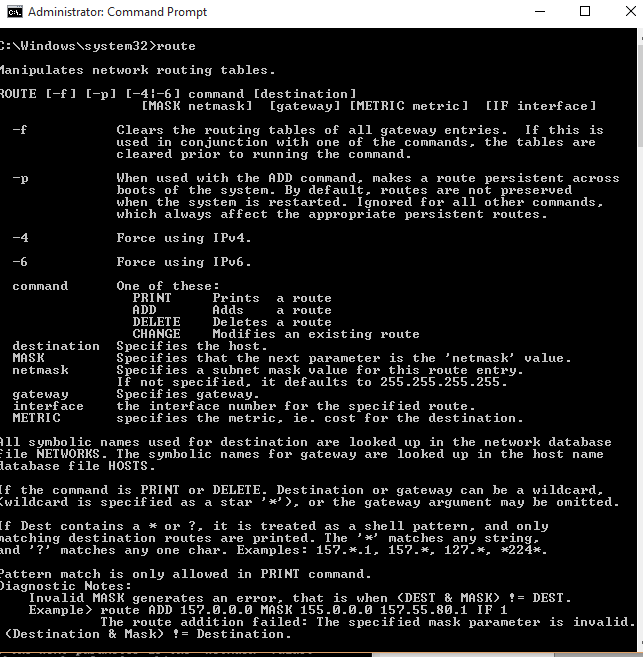 Administrator: Command Prompt
C:\Windows\system32>route
Manipulates network routing tables.
ROUTE [-f] [-p] [-4|-6] command [destination]
[MASK netmask] [gateway] [METRIC metric] [IF interface]
-f Clears the routing tables of all gateway entries. If this is
used in conjunction with one of the commands, the tables are
cleared prior to running the command.
-p When used with the ADD command, makes a route persistent across
boots of the system. By default, routes are not preserved
when the system is restarted. Ignored for all other commands,
which always affect the appropriate persistent routes.
-4 Force using IPv4.
-6 Force using IPv6.
command One of these:
PRINT Prints a route
ADD Adds a route
DELETE Deletes a route
CHANGE Modifies an existing route
destination Specifies the host.
MASK Specifies that the next parameter is the 'netmask' value.
netmask Specifies a subnet mask value for this route entry.
If not specified, it defaults to 255.255.255.255.
gateway Specifies gateway.
interface the interface number for the specified route.
METRIC specifies the metric, ie. cost for the destination.
All symbolic names used for destination are looked up in the network database
file NETWORKS. The symbolic names for gateway are looked up in the host name
database file HOSTS.
If the command is PRINT or DELETE. Destination or gateway can be a wildcard,
(wildcard is specified as a star '*'), or the gateway argument may be omitted.
If Dest contains a * or ?, it is treated as a shell pattern, and only
matching destination routes are printed. The '*' matches any string,
and '?' matches any one char. Examples: 157.*.1, 157.*, 127.*, *224*.
Pattern match is only allowed in PRINT command.
Diagnostic Notes:
Invalid MASK generates an error, that is when (DEST & MASK) != DEST.
Example> route ADD 157.0.0.0 MASK 155.0.0.0 157.55.80.1 IF 1
The route addition failed: The specified mask parameter is invalid.
(Destination & Mask) != Destination.